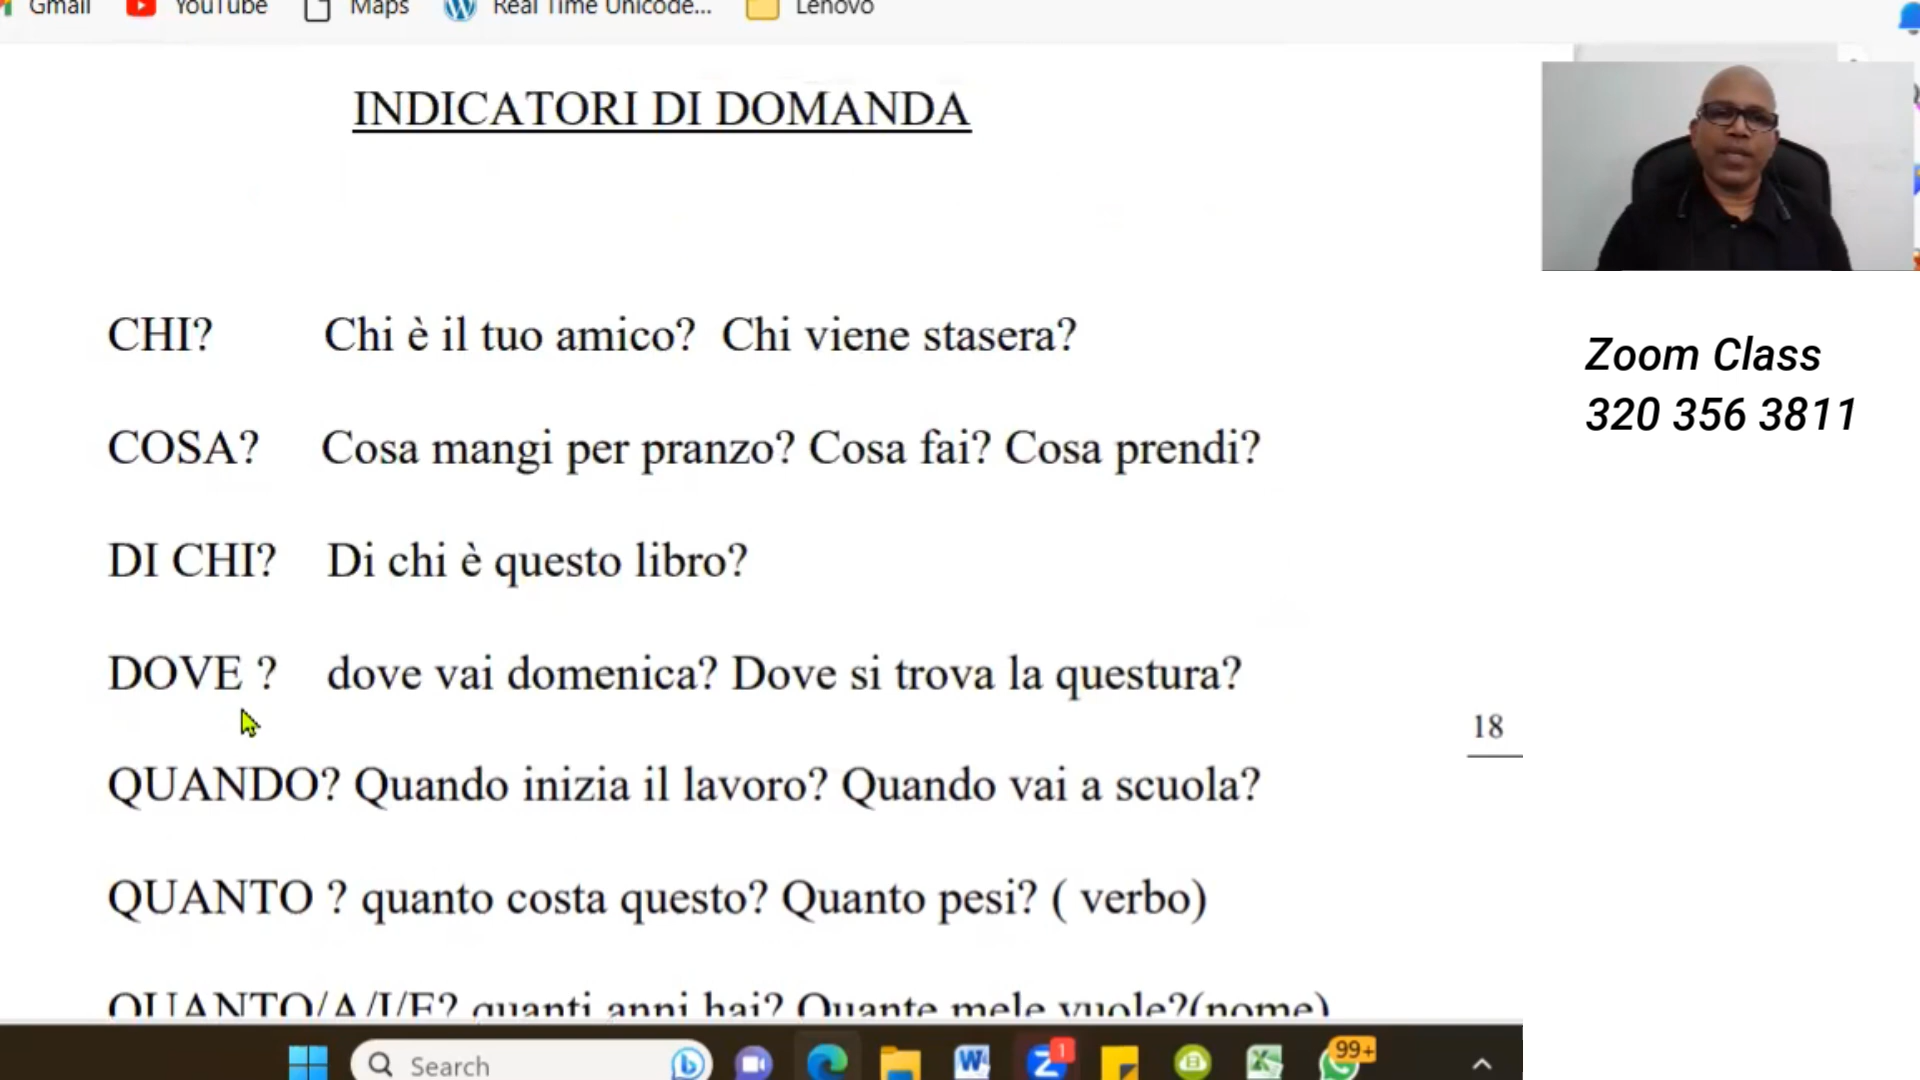 Gmail YouTube Maps Real Time Unicode... Lenovo
INDICATORI DI DOMANDA
CHI? Chi è il tuo amico? Chi viene stasera?
COSA? Cosa mangi per pranzo? Cosa fai? Cosa prendi?
DI CHI? Di chi è questo libro?
DOVE ? dove vai domenica? Dove si trova la questura?
18
QUANDO? Quando inizia il lavoro? Quando vai a scuola?
QUANTO ? quanto costa questo? Quanto pesi? ( verbo)
QUANTO/A/I/E? quanti anni hai? Quante mele vuole?(nome)
Zoom Class
320 356 3811
Search
1
99+